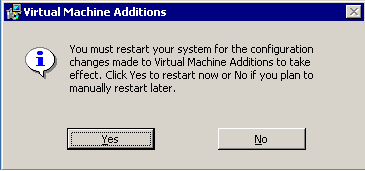 Virtual Machine Additions
You must restart your system for the configuration
changes made to Virtual Machine Additions to take
effect. Click Yes to restart now or No if you plan to
manually restart later.
Yes
No